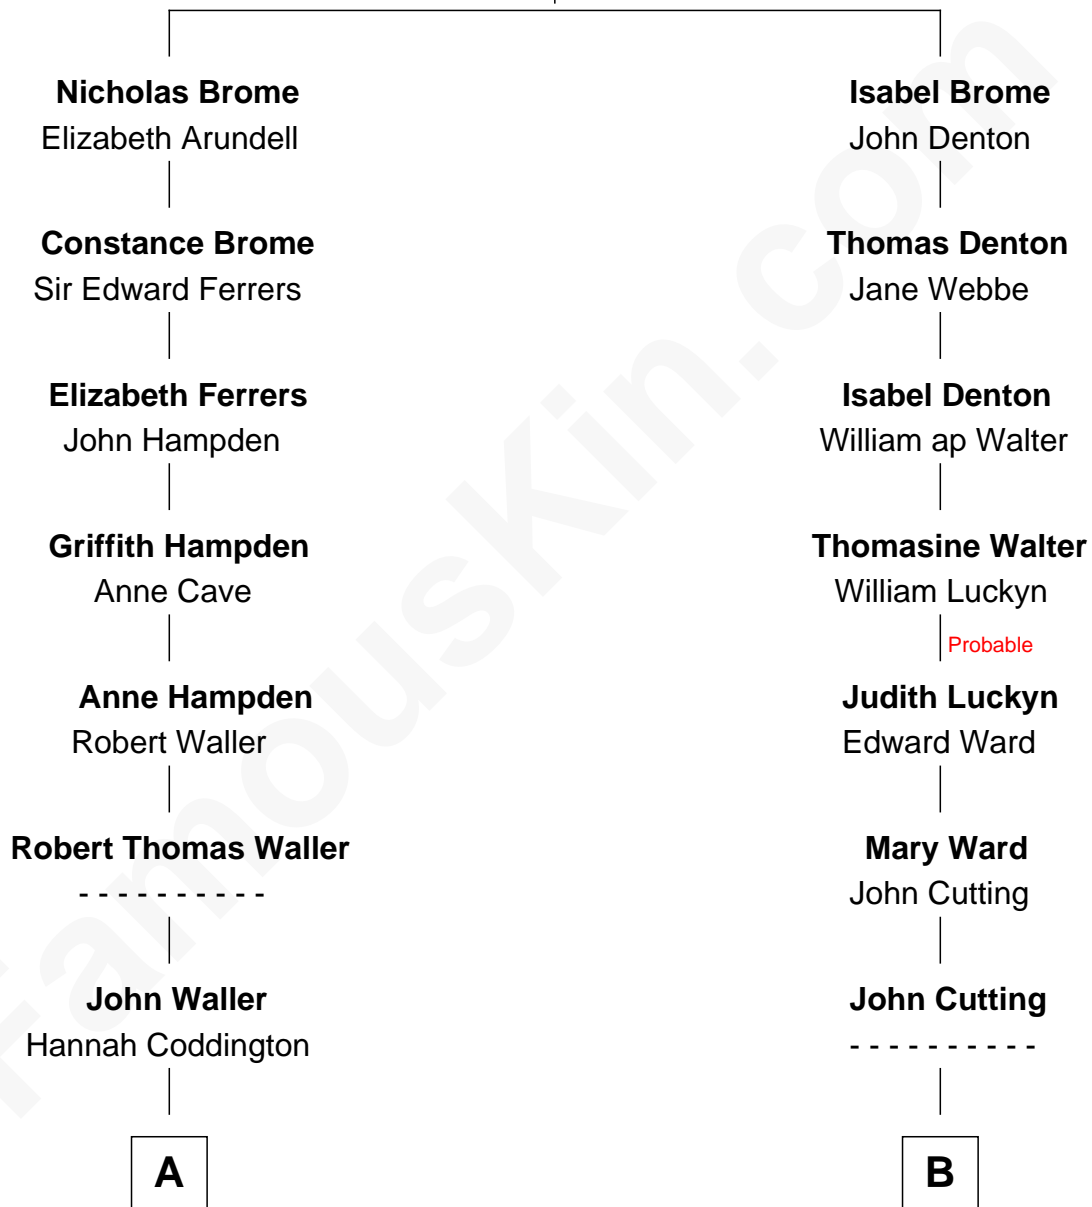 Nicholas Brome
Elizabeth Arundell
Constance Brome
Sir Edward Ferrers
Elizabeth Ferrers
John Hampden
Griffith Hampden
Anne Cave
Anne Hampden
Robert Waller
Robert Thomas Waller
- - - - - - - - - -
John Waller
Hannah Coddington
A
Isabel Brome
John Denton
Thomas Denton
Jane Webbe
Isabel Denton
William ap Walter
Thomasine Walter
William Luckyn
Probable
Judith Luckyn
Edward Ward
Mary Ward
John Cutting
John Cutting
- - - - - - - - - -
B
FamousKin.com